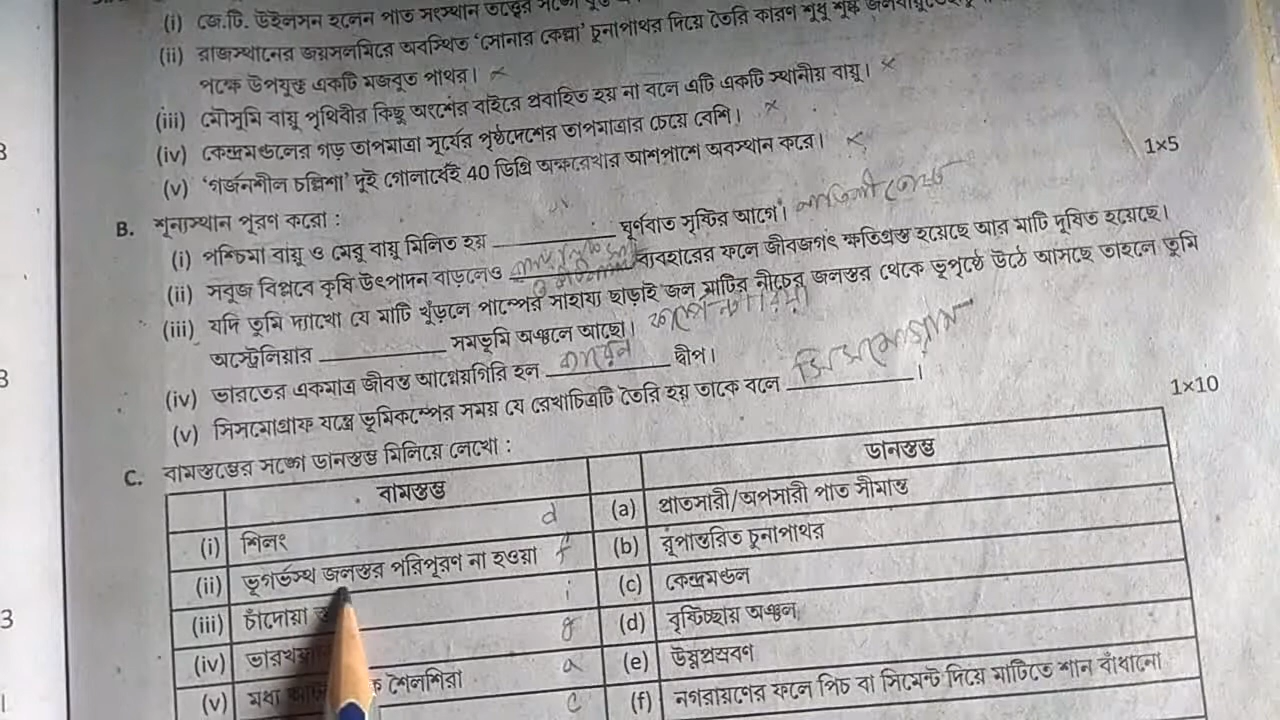 (i) জে.টি. উইলসন হলেন পাত সংস্থান তত্ত্বের সঙ্গে
(ii) রাজস্থানের জয়সলমিরে অবস্থিত ‘সোনার কেল্লা’ চুনাপাথর দিয়ে তৈরি কারণ শুধু শুষ্ক
পক্ষে উপযুক্ত একটি মজবুত পাথর। ×
(iii) মৌসুমি বায়ু পৃথিবীর কিছু অংশের বাইরে প্রবাহিত হয় না বলে এটি একটি স্থানীয় বায়ু। ×
(iv) কেন্দ্রমণ্ডলের গড় তাপমাত্রা সূর্যের পৃষ্ঠদেশের তাপমাত্রার চেয়ে বেশি। ×
(v) ‘গর্জনশীল চল্লিশা’ দুই গোলার্ধেই 40 ডিগ্রি অক্ষরেখার আশপাশে অবস্থান করে। ×
B. শূন্যস্থান পূরণ করো : 1×5
(i) পশ্চিমা বায়ু ও মেরু বায়ু মিলিত হয় ________ ঘূর্ণবাত সৃষ্টির আগে।
(ii) সবুজ বিপ্লবে কৃষি উৎপাদন বাড়লেও ________ ব্যবহারের ফলে জীবজগৎ ক্ষতিগ্রস্ত হয়েছে আর মাটি দূষিত হয়েছে।
(iii) যদি তুমি দ্যাখো যে মাটি খুঁড়লে পাম্পের সাহায্য ছাড়াই জল মাটির নীচের জলস্তর থেকে ভূপৃষ্ঠে উঠে আসছে তাহলে তুমি
অস্ট্রেলিয়ার ________ সমভূমি অঞ্চলে আছো।
(iv) ভারতের একমাত্র জীবন্ত আগ্নেয়গিরি হল ________ দ্বীপ।
(v) সিসমোগ্রাফ যন্ত্রে ভূমিকম্পের সময় যে রেখাচিত্রটি তৈরি হয় তাকে বলে ________।
C. বামস্তম্ভের সঙ্গে ডানস্তম্ভ মিলিয়ে লেখো : 1×10
বামস্তম্ভ ডানস্তম্ভ
(i) শিলং d (a) প্রতিসারী/অপসারী পাত সীমান্ত
(ii) ভূগর্ভস্থ জলস্তর পরিপূরণ না হওয়া f (b) রূপান্তরিত চুনাপাথর
(iii) চাঁদোয়া i (c) কেন্দ্রমণ্ডল
(iv) g (d) বৃষ্টিচ্ছায় অঞ্চল
(v) মধ্য শৈলশিরা a (e) উষ্ণপ্রস্রবণ
c (f) নগরায়ণের ফলে পিচ বা সিমেন্ট দিয়ে মাটিতে শান বাঁধানো